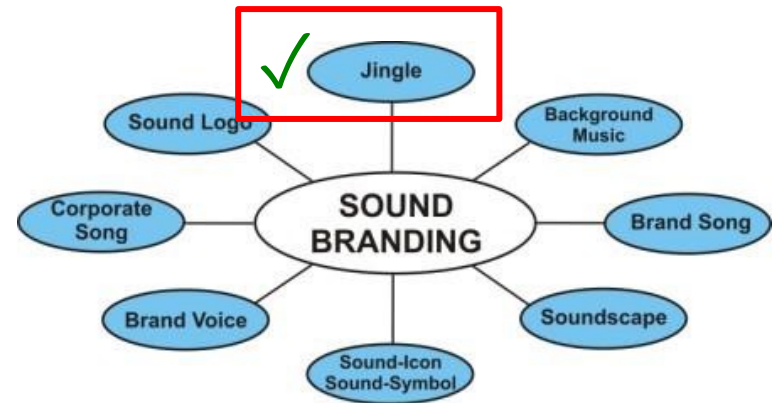 Jingle
Sound Logo
Background
Music
Corporate
Song
SOUND
BRANDING
Brand Song
Brand Voice
Soundscape
Sound-Icon
Sound-Symbol